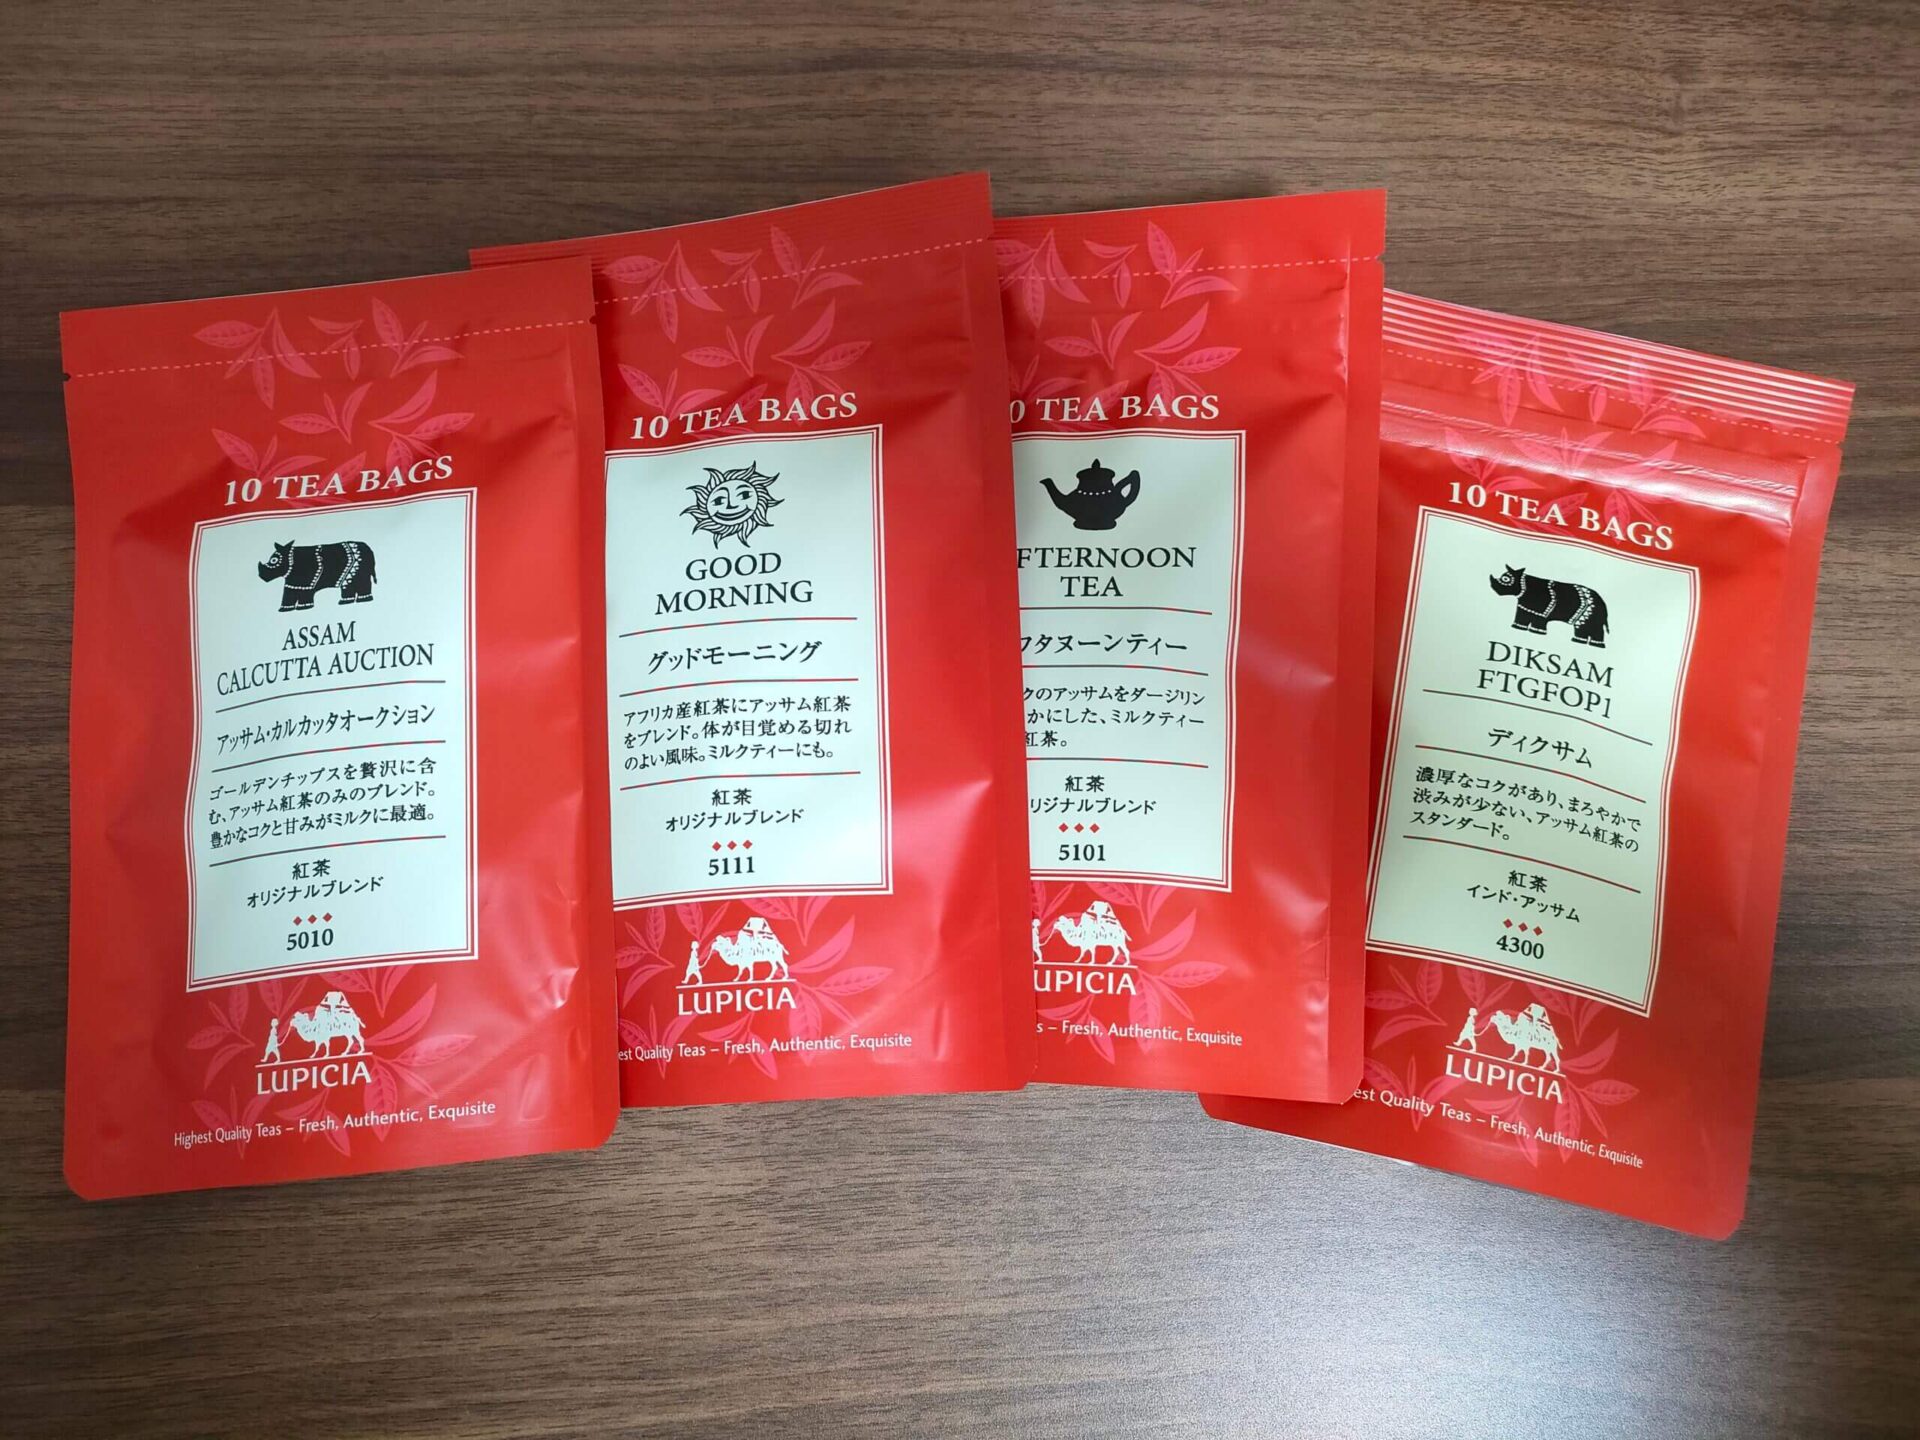 10 TEA BAGS
ASSAM
CALCUTTA AUCTION
アッサム・カルカッタオークション
ゴールデンチップスを贅沢に含
む、アッサム紅茶のみのブレンド。
豊かなコクと甘みがミルクに最適。
紅茶
オリジナルブレンド
5010
LUPICIA
Highest Quality Teas – Fresh, Authentic, Exquisite
10 TEA BAGS
GOOD
MORNING
グッドモーニング
アフリカ産紅茶にアッサム紅茶
をブレンド。体が目覚める切れ
のよい風味。ミルクティーにも。
紅茶
オリジナルブレンド
5111
LUPICIA
est Quality Teas – Fresh, Authentic, Exquisite
0 TEA BAGS
FTERNOON
TEA
フタヌーンティー
クのアッサムをダージリン
かにした、ミルクティー
紅茶。
紅茶
リジナルブレンド
5101
UPICIA
s – Fresh, Authentic, Exquisite
10 TEA BAGS
DIKSAM
FTGFOP1
ディクサム
濃厚なコクがあり、まろやかで
渋みが少ない、アッサム紅茶の
スタンダード。
紅茶
インド・アッサム
4300
LUPICIA
est Quality Teas – Fresh, Authentic, Exquisite